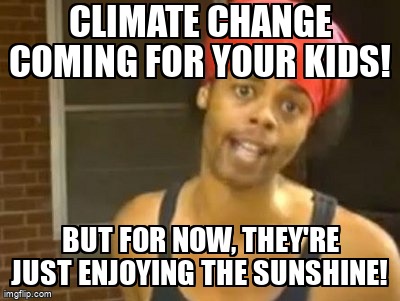 CLIMATE CHANGE
COMING FOR YOUR KIDS!
BUT FOR NOW, THEY'RE
JUST ENJOYING THE SUNSHINE!
imgflip.com